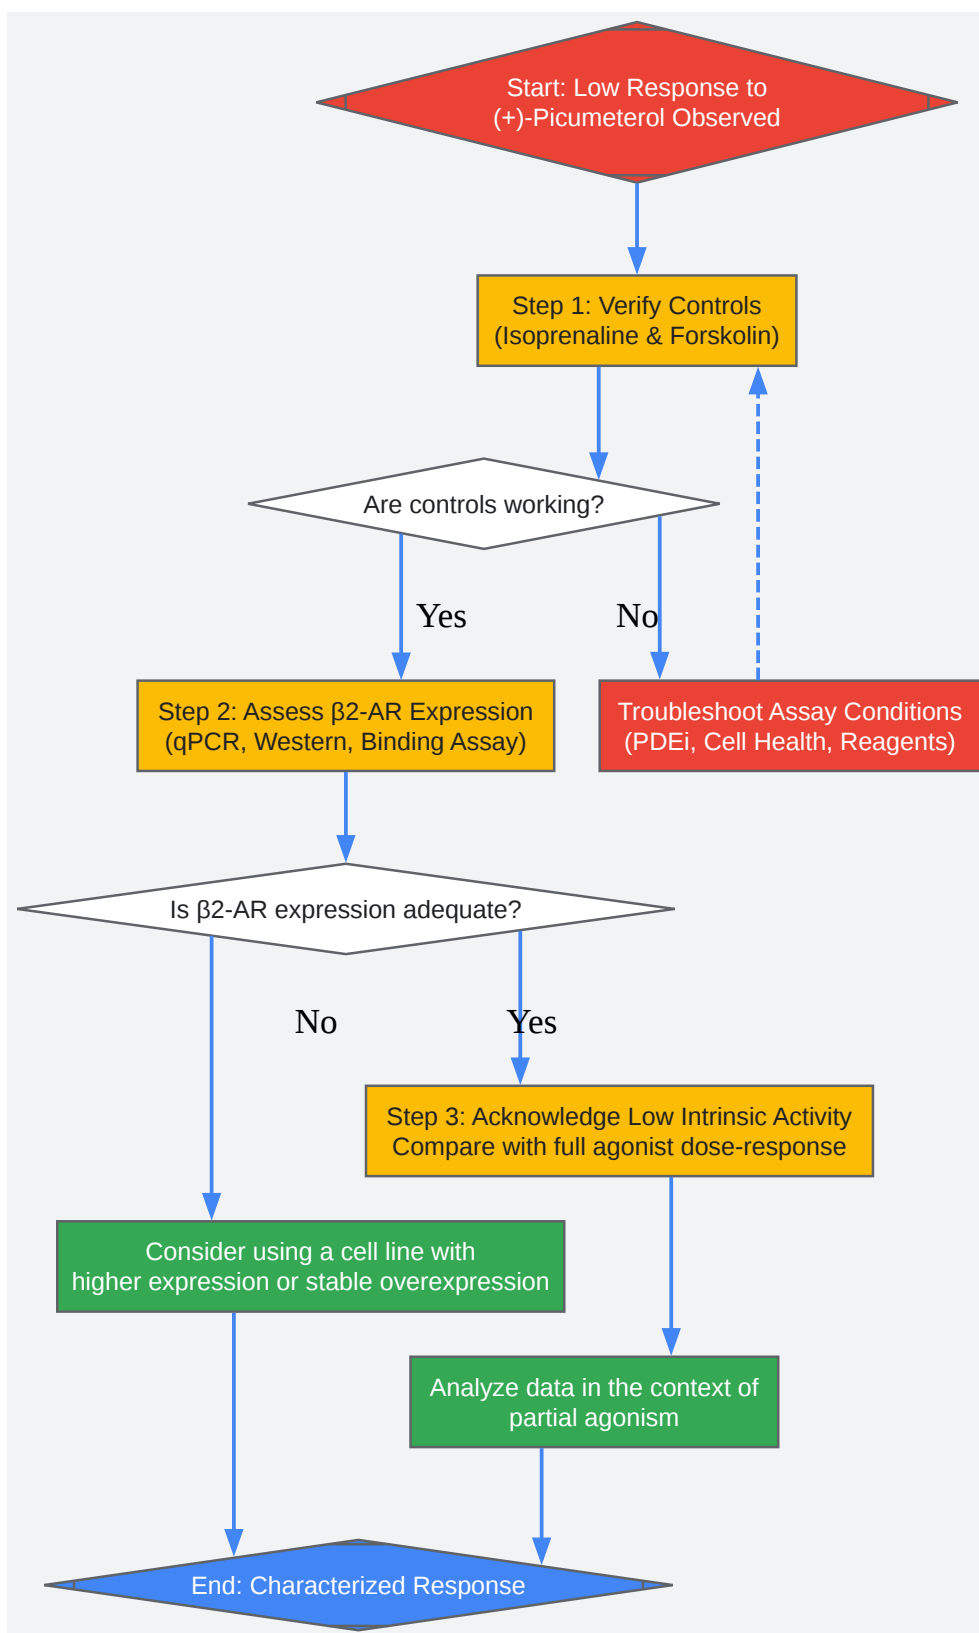 Start: Low Response to
(+)-Picumeterol Observed
Step 1: Verify Controls
(Isoprenaline & Forskolin)
Are controls working?
Yes
No
Step 2: Assess β2-AR Expression
(qPCR, Western, Binding Assay)
Troubleshoot Assay Conditions
(PDEi, Cell Health, Reagents)
Is β2-AR expression adequate?
No
Yes
Step 3: Acknowledge Low Intrinsic Activity
Compare with full agonist dose-response
Consider using a cell line with
higher expression or stable overexpression
Analyze data in the context of
partial agonism
End: Characterized Response